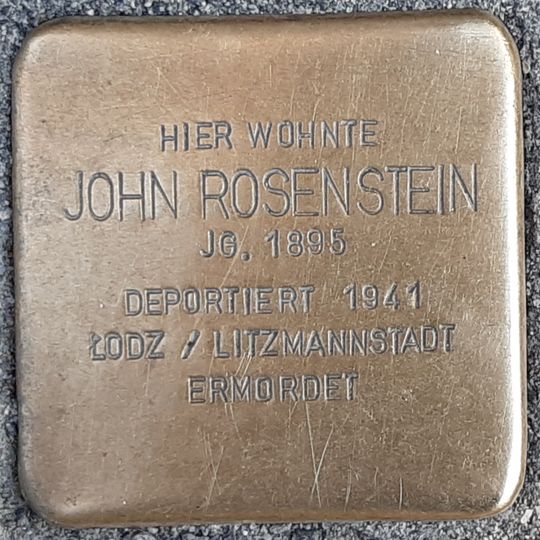 HIER WOHNTE
JOHN ROSENSTEIN
JG. 1895
DEPORTIERT 1941
ŁODZ / LITZMANNSTADT
ERMORDET